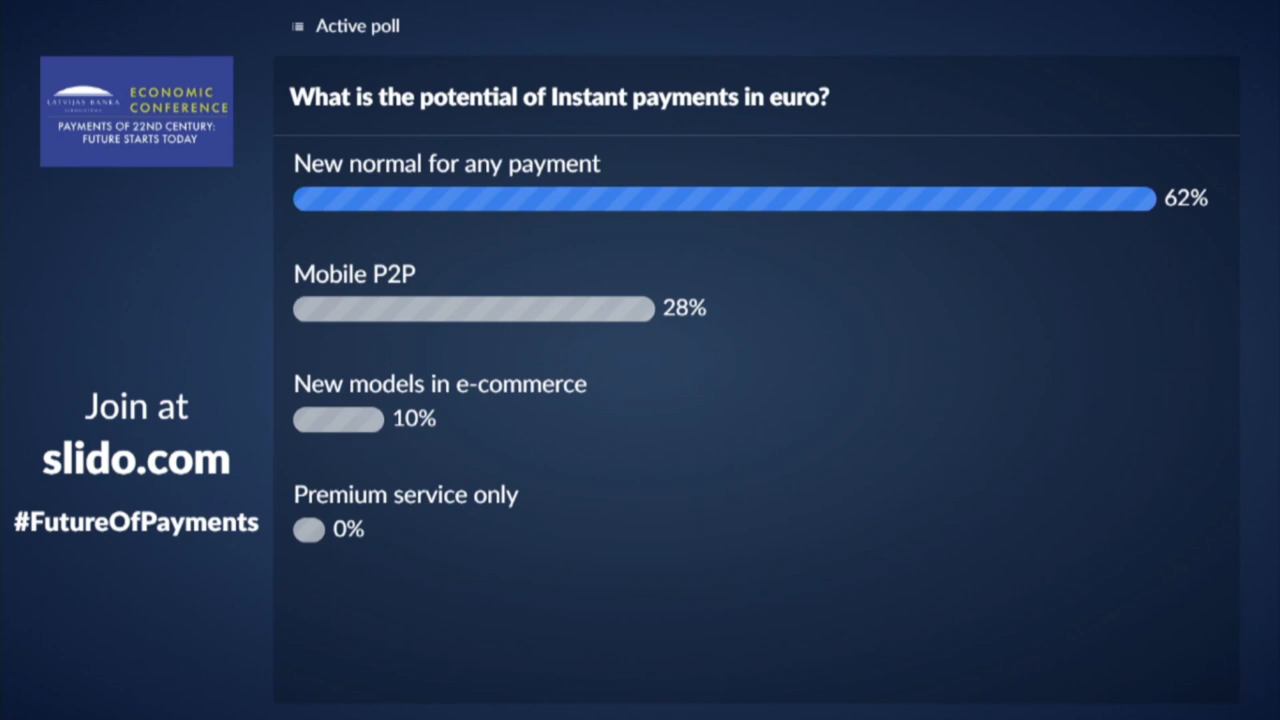 Active poll
LATVIJAS BANKA
ECONOMIC
CONFERENCE
PAYMENTS OF 22ND CENTURY:
FUTURE STARTS TODAY
What is the potential of Instant payments in euro?
New normal for any payment
62%
Mobile P2P
28%
New models in e-commerce
10%
Premium service only
0%
Join at
slido.com
#FutureOfPayments